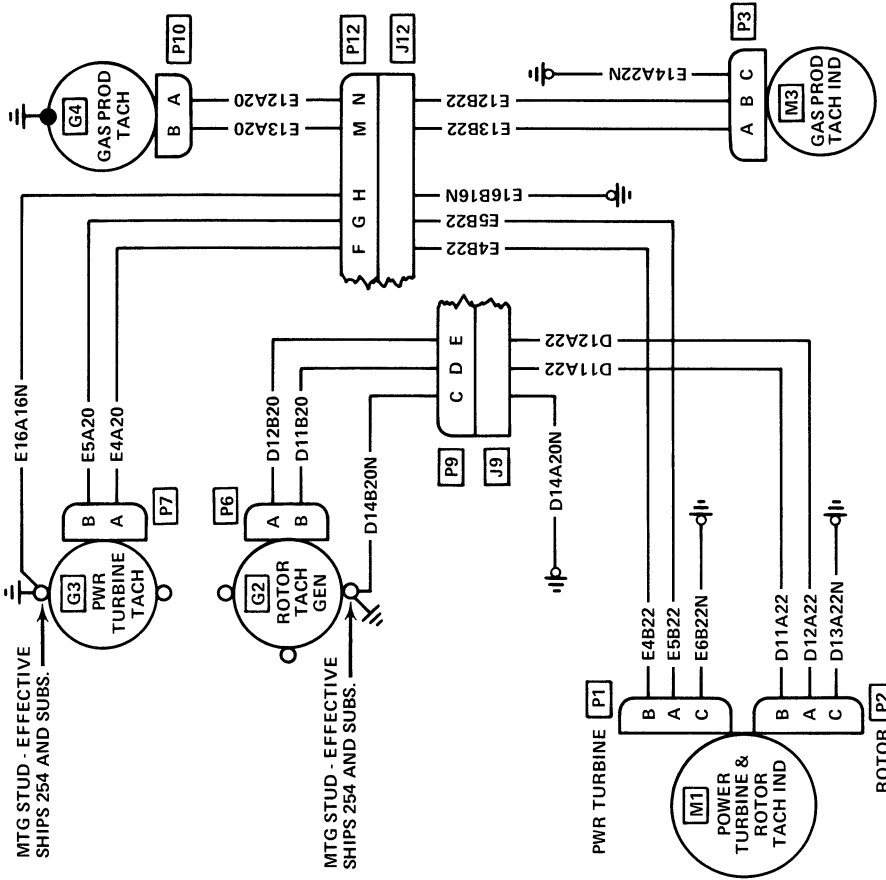 G4
GAS PROD
TACH
P10
B A
E13A20
E12A20
P12
J12
F G H M N
E4B22
E5B22
E16B16N
E13B22
E12B22
E14A22N
P3
A B C
M3
GAS PROD
TACH IND
E16A16N
E5A20
E4A20
P7
B
A
G3
PWR
TURBINE
TACH
MTG STUD - EFFECTIVE
SHIPS 254 AND SUBS.
P6
A
B
G2
ROTOR
TACH
GEN
D12B20
D11B20
D14B20N
MTG STUD - EFFECTIVE
SHIPS 254 AND SUBS.
P9
J9
C D E
D14A20N
D11A22
D12A22
PWR TURBINE P1
B
A
C
E4B22
E5B22
E6B22N
B
A
C
D11A22
D12A22
D13A22N
M1
POWER
TURBINE &
ROTOR
TACH IND
ROTOR P2